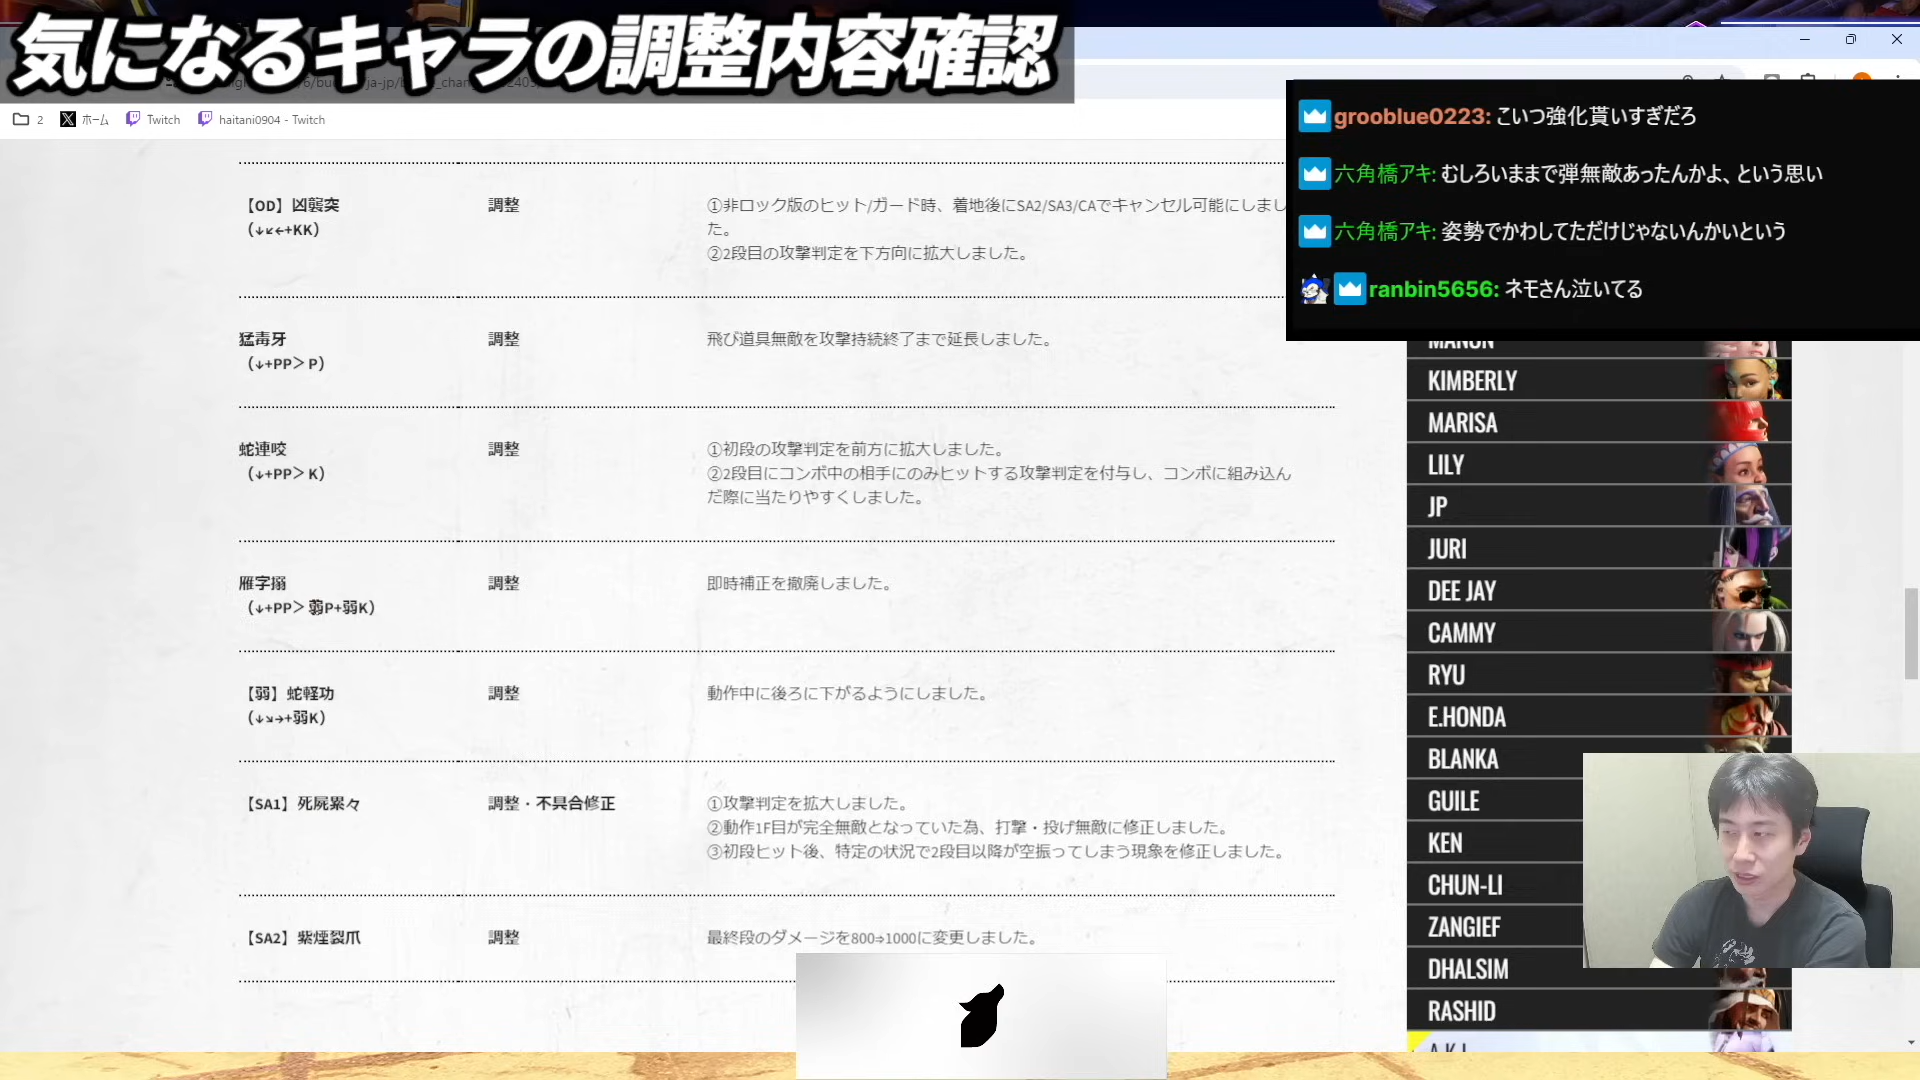 気になるキャラの調整内容確認
2
ホーム
Twitch
haitani0904 - Twitch
grooblue0223: こいつ強化貰いすぎだろ
六角橋アキ: むしろいままで弾無敵あったんかよ、という思い
六角橋アキ: 姿勢でかわしてただけじゃないんかいという
ranbin5656: ネモさん泣いてる
【OD】凶襲突
（↓↙←+KK）
調整
①非ロック版のヒット/ガード時、着地後にSA2/SA3/CAでキャンセル可能にしまし
た。
②2段目の攻撃判定を下方向に拡大しました。
猛毒牙
（↓+PP＞P）
調整
飛び道具無敵を攻撃持続終了まで延長しました。
蛇連咬
（↓+PP＞K）
調整
①初段の攻撃判定を前方に拡大しました。
②2段目にコンボ中の相手にのみヒットする攻撃判定を付与し、コンボに組み込ん
だ際に当たりやすくしました。
雁字搦
（↓+PP＞弱P+弱K）
調整
即時補正を撤廃しました。
【弱】蛇軽功
（↓↘→+弱K）
調整
動作中に後ろに下がるようにしました。
【SA1】死屍累々
調整・不具合修正
①攻撃判定を拡大しました。
②動作1F目が完全無敵となっていた為、打撃・投げ無敵に修正しました。
③初段ヒット後、特定の状況で2段目以降が空振ってしまう現象を修正しました。
【SA2】紫煙裂爪
調整
最終段のダメージを800⇒1000に変更しました。
MANON
KIMBERLY
MARISA
LILY
JP
JURI
DEE JAY
CAMMY
RYU
E.HONDA
BLANKA
GUILE
KEN
CHUN-LI
ZANGIEF
DHALSIM
RASHID
A.K.I.